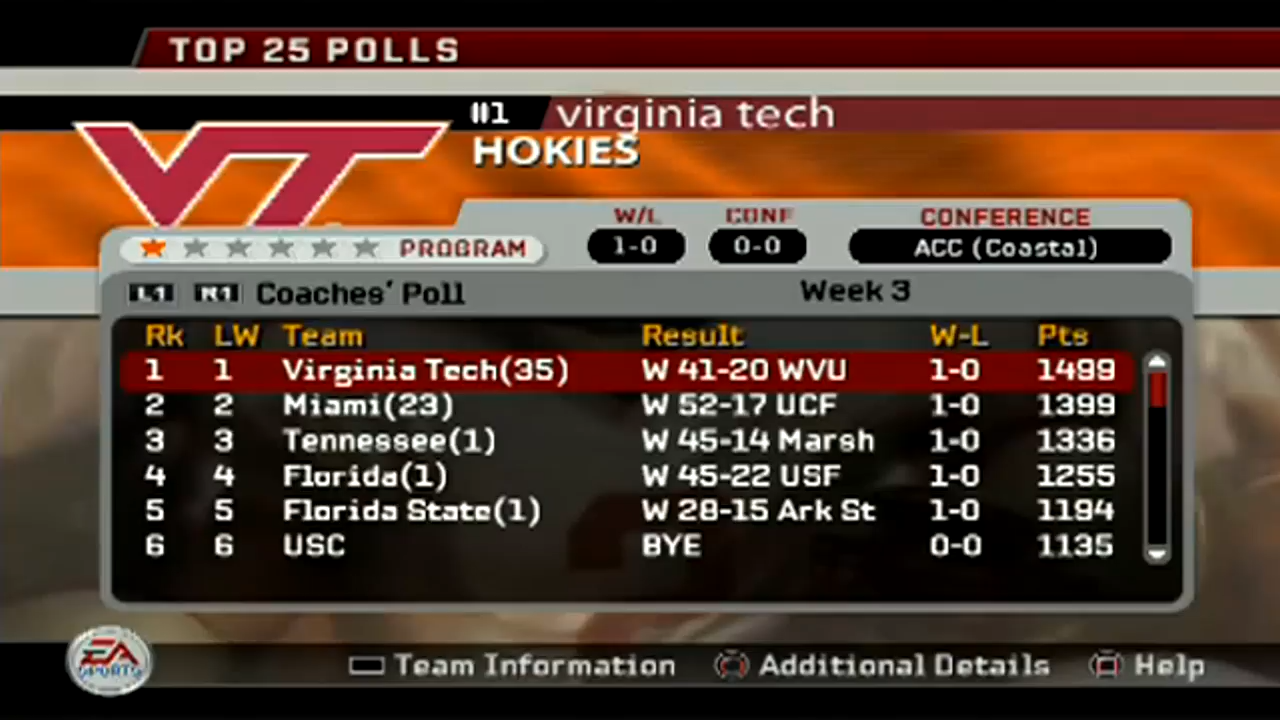 TOP 25 POLLS
#1 virginia tech
HOKIES
VT
W/L CONF CONFERENCE
PROGRAM 1-0 0-0 ACC (Coastal)
L1 R1 Coaches' Poll Week 3
Rk LW Team Result W-L Pts
1 1 Virginia Tech(35) W 41-20 WVU 1-0 1499
2 2 Miami(23) W 52-17 UCF 1-0 1399
3 3 Tennessee(1) W 45-14 Marsh 1-0 1336
4 4 Florida(1) W 45-22 USF 1-0 1255
5 5 Florida State(1) W 28-15 Ark St 1-0 1194
6 6 USC BYE 0-0 1135
EA SPORTS Team Information Additional Details Help